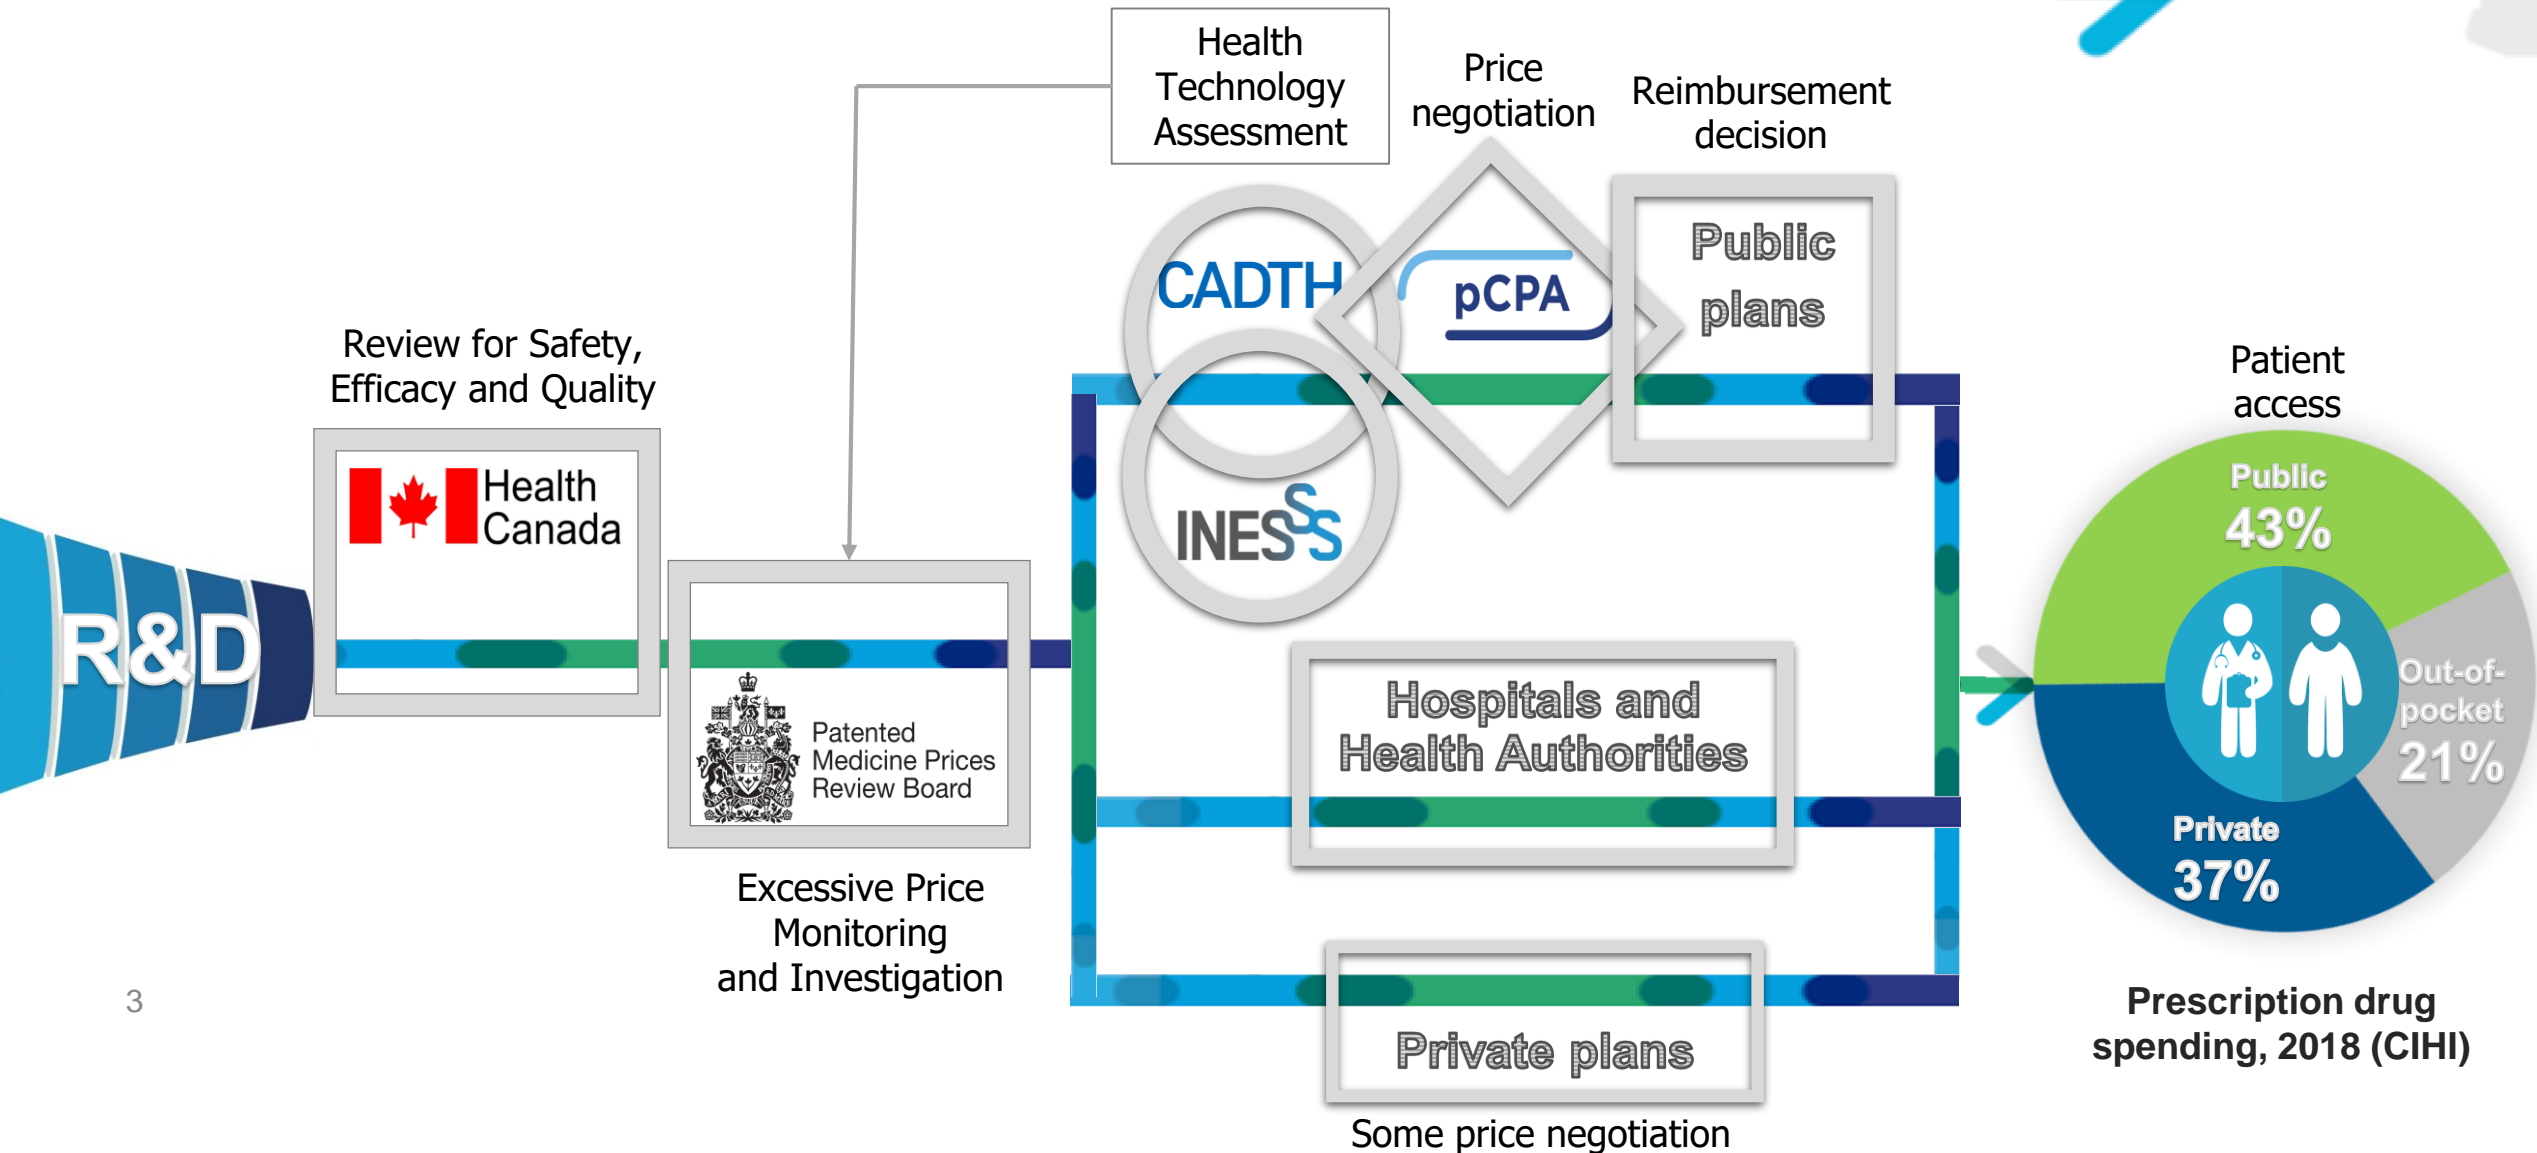 R&D
Review for Safety,
Efficacy and Quality
Health
Canada
Patented
Medicine Prices
Review Board
Excessive Price
Monitoring
and Investigation
Health
Technology
Assessment
CADTH
INESSS
Price
negotiation
pCPA
Reimbursement
decision
Public
plans
Hospitals and
Health Authorities
Private plans
Some price negotiation
Patient
access
Public
43%
Out-of-
pocket
21%
Private
37%
Prescription drug
spending, 2018 (CIHI)
3